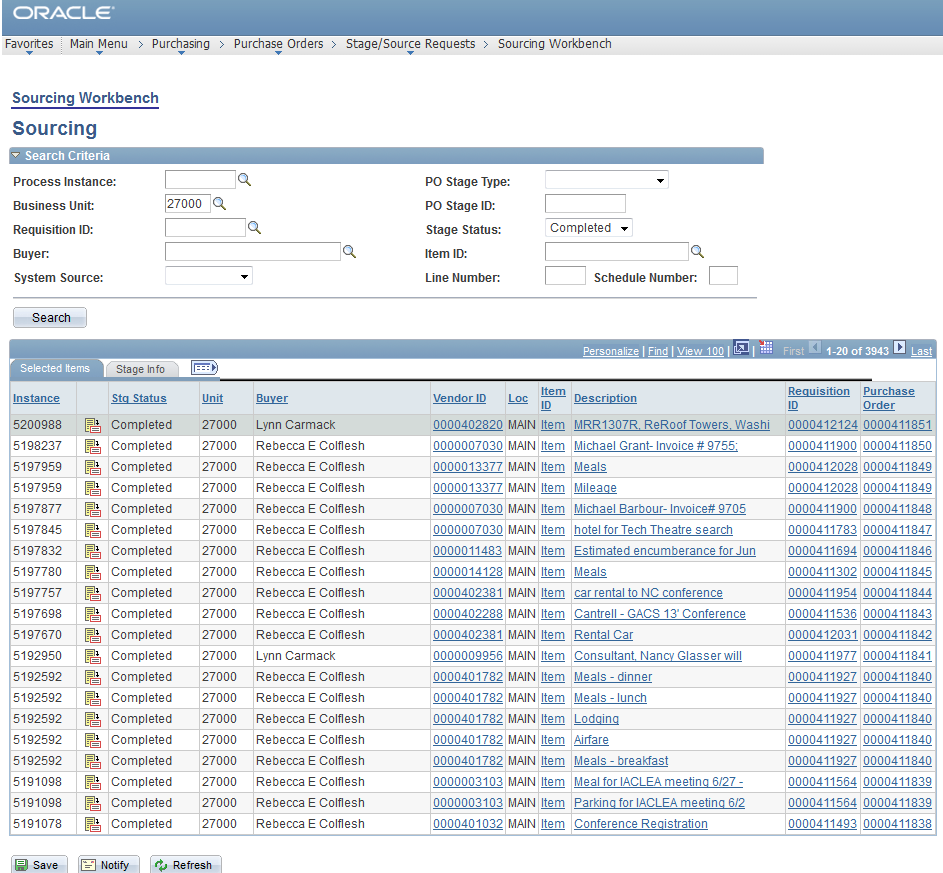 ORACLE
Favorites Main Menu > Purchasing > Purchase Orders > Stage/Source Requests > Sourcing Workbench
Sourcing Workbench
Sourcing
Search Criteria
Process Instance: PO Stage Type:
Business Unit: 27000 PO Stage ID:
Requisition ID: Stage Status: Completed
Buyer: Item ID:
System Source: Line Number: Schedule Number:
Search
Personalize | Find | View 100 | | First 1-20 of 3943 Last
Selected Items Stage Info
Instance Stg Status Unit Buyer Vendor ID Loc Item ID Description Requisition ID Purchase Order
5200988 Completed 27000 Lynn Carmack 0000402820 MAIN Item MRR1307R, ReRoof Towers, Washi 0000412124 0000411851
5198237 Completed 27000 Rebecca E Colflesh 0000007030 MAIN Item Michael Grant- Invoice # 9755; 0000411900 0000411850
5197959 Completed 27000 Rebecca E Colflesh 0000013377 MAIN Item Meals 0000412028 0000411849
5197959 Completed 27000 Rebecca E Colflesh 0000013377 MAIN Item Mileage 0000412028 0000411849
5197877 Completed 27000 Rebecca E Colflesh 0000007030 MAIN Item Michael Barbour- Invoice# 9705 0000411900 0000411848
5197845 Completed 27000 Rebecca E Colflesh 0000007030 MAIN Item hotel for Tech Theatre search 0000411783 0000411847
5197832 Completed 27000 Rebecca E Colflesh 0000011483 MAIN Item Estimated encumberance for Jun 0000411694 0000411846
5197780 Completed 27000 Rebecca E Colflesh 0000014128 MAIN Item Meals 0000411302 0000411845
5197757 Completed 27000 Rebecca E Colflesh 0000402381 MAIN Item car rental to NC conference 0000411954 0000411844
5197698 Completed 27000 Rebecca E Colflesh 0000402288 MAIN Item Cantrell - GACS 13' Conference 0000411536 0000411843
5197670 Completed 27000 Rebecca E Colflesh 0000402381 MAIN Item Rental Car 0000412031 0000411842
5192950 Completed 27000 Lynn Carmack 0000009956 MAIN Item Consultant, Nancy Glasser will 0000411977 0000411841
5192592 Completed 27000 Rebecca E Colflesh 0000401782 MAIN Item Meals - dinner 0000411927 0000411840
5192592 Completed 27000 Rebecca E Colflesh 0000401782 MAIN Item Meals - lunch 0000411927 0000411840
5192592 Completed 27000 Rebecca E Colflesh 0000401782 MAIN Item Lodging 0000411927 0000411840
5192592 Completed 27000 Rebecca E Colflesh 0000401782 MAIN Item Airfare 0000411927 0000411840
5192592 Completed 27000 Rebecca E Colflesh 0000401782 MAIN Item Meals - breakfast 0000411927 0000411840
5191098 Completed 27000 Rebecca E Colflesh 0000003103 MAIN Item Meal for IACLEA meeting 6/27 - 0000411564 0000411839
5191098 Completed 27000 Rebecca E Colflesh 0000003103 MAIN Item Parking for IACLEA meeting 6/2 0000411564 0000411839
5191078 Completed 27000 Rebecca E Colflesh 0000401032 MAIN Item Conference Registration 0000411493 0000411838
Save Notify Refresh